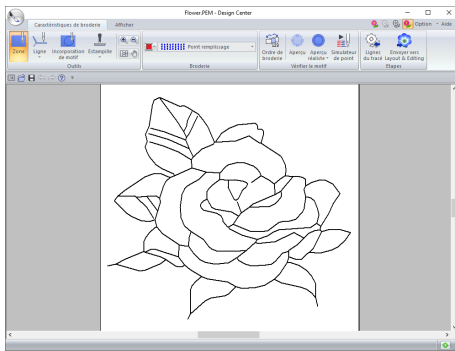 Flower.PEM - Design Center
Caractéristiques de broderie Afficher Option Aide
Zone Ligne Incorporation de motif Estampille
Point remplissage
Ordre de broderie Aperçu Aperçu réaliste Simulateur de point
Lignes du tracé Envoyer vers Layout & Editing
Outils Broderie Vérifier le motif Etapes